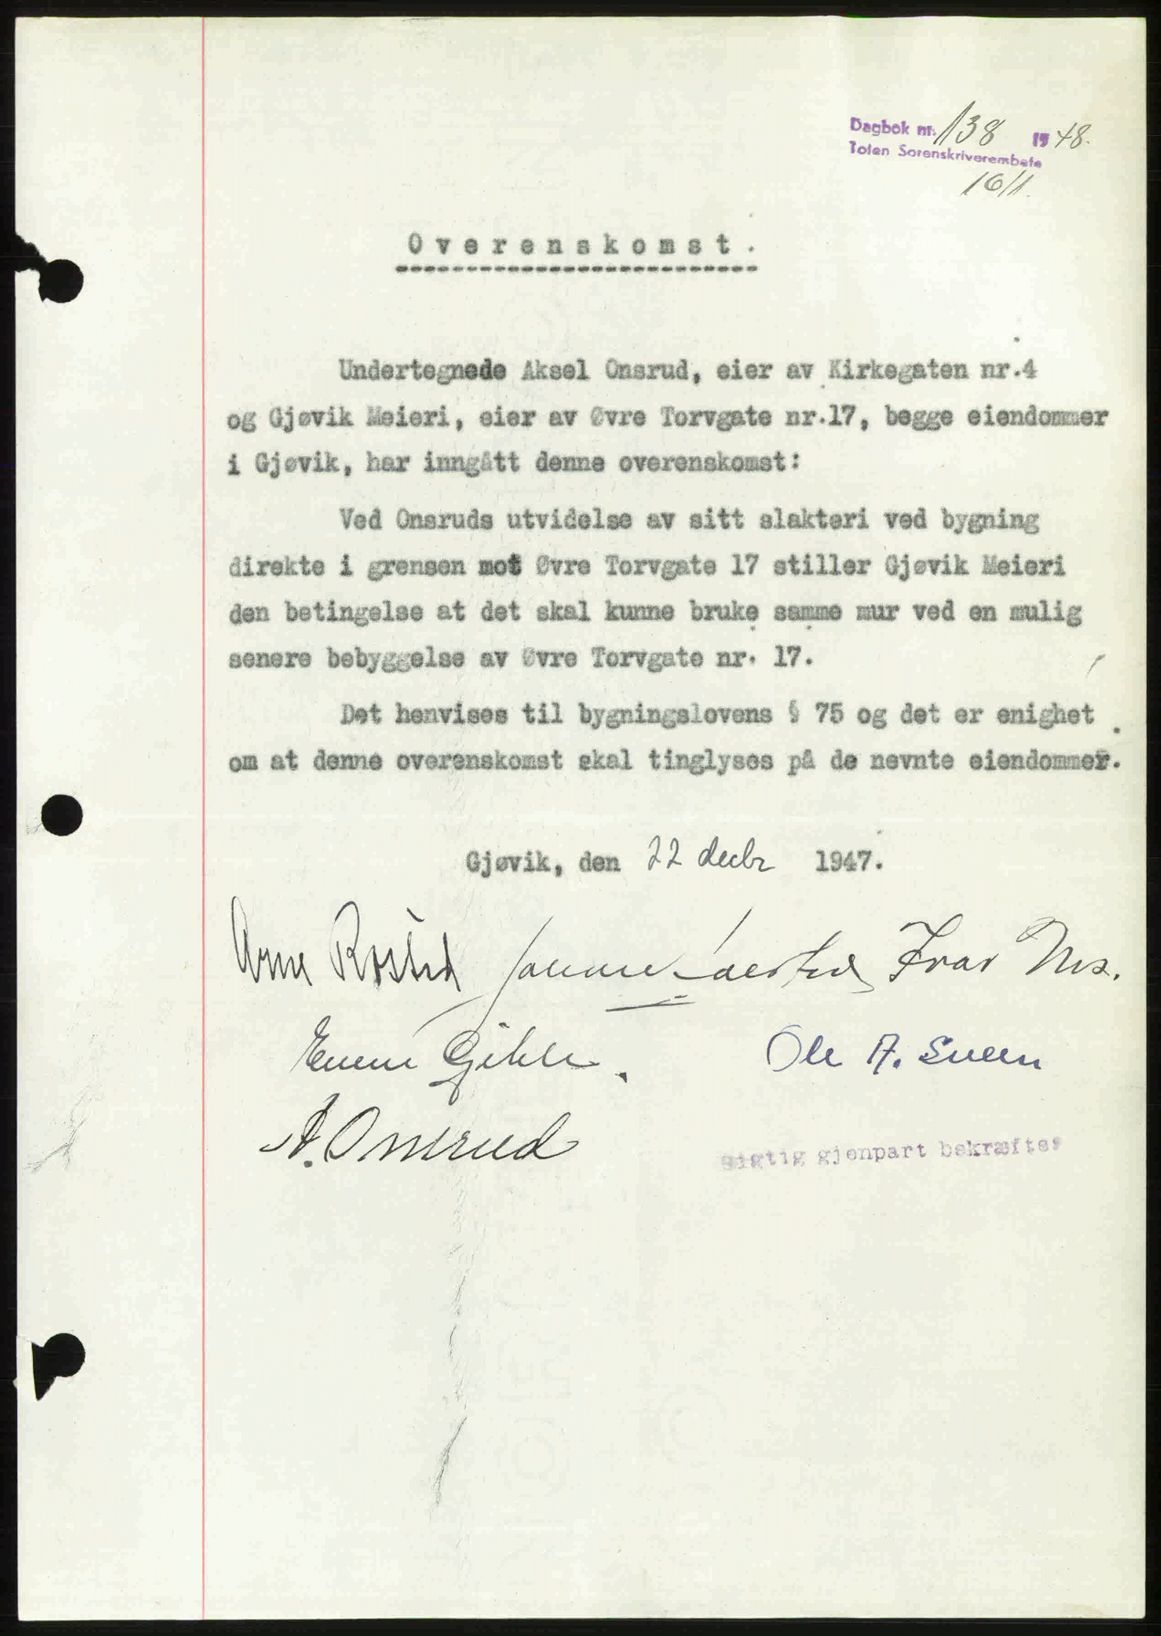 Dagbok nr. 138 1948.
Toten Sorenskriverembete
16/1.
Overenskomst.
Undertegnede Aksel Onsrud, eier av Kirkegaten nr.4
og Gjøvik Meieri, eier av Øvre Torvgate nr.17, begge eiendommer
i Gjøvik, har inngått denne overenskomst:
Ved Onsruds utvidelse av sitt slakteri ved bygning
direkte i grensen mot Øvre Torvgate 17 stiller Gjøvik Meieri
den betingelse at det skal kunne bruke samme mur ved en mulig
senere bebyggelse av Øvre Torvgate nr. 17.
Det henvises til bygningslovens § 75 og det er enighet
om at denne overenskomst skal tinglyses på de nevnte eiendommer.
Gjøvik, den 22 decbr 1947.
Arne Røsted
Ole A. Sveen
A. Onsrud
Rigtig gjenpart bekræftes